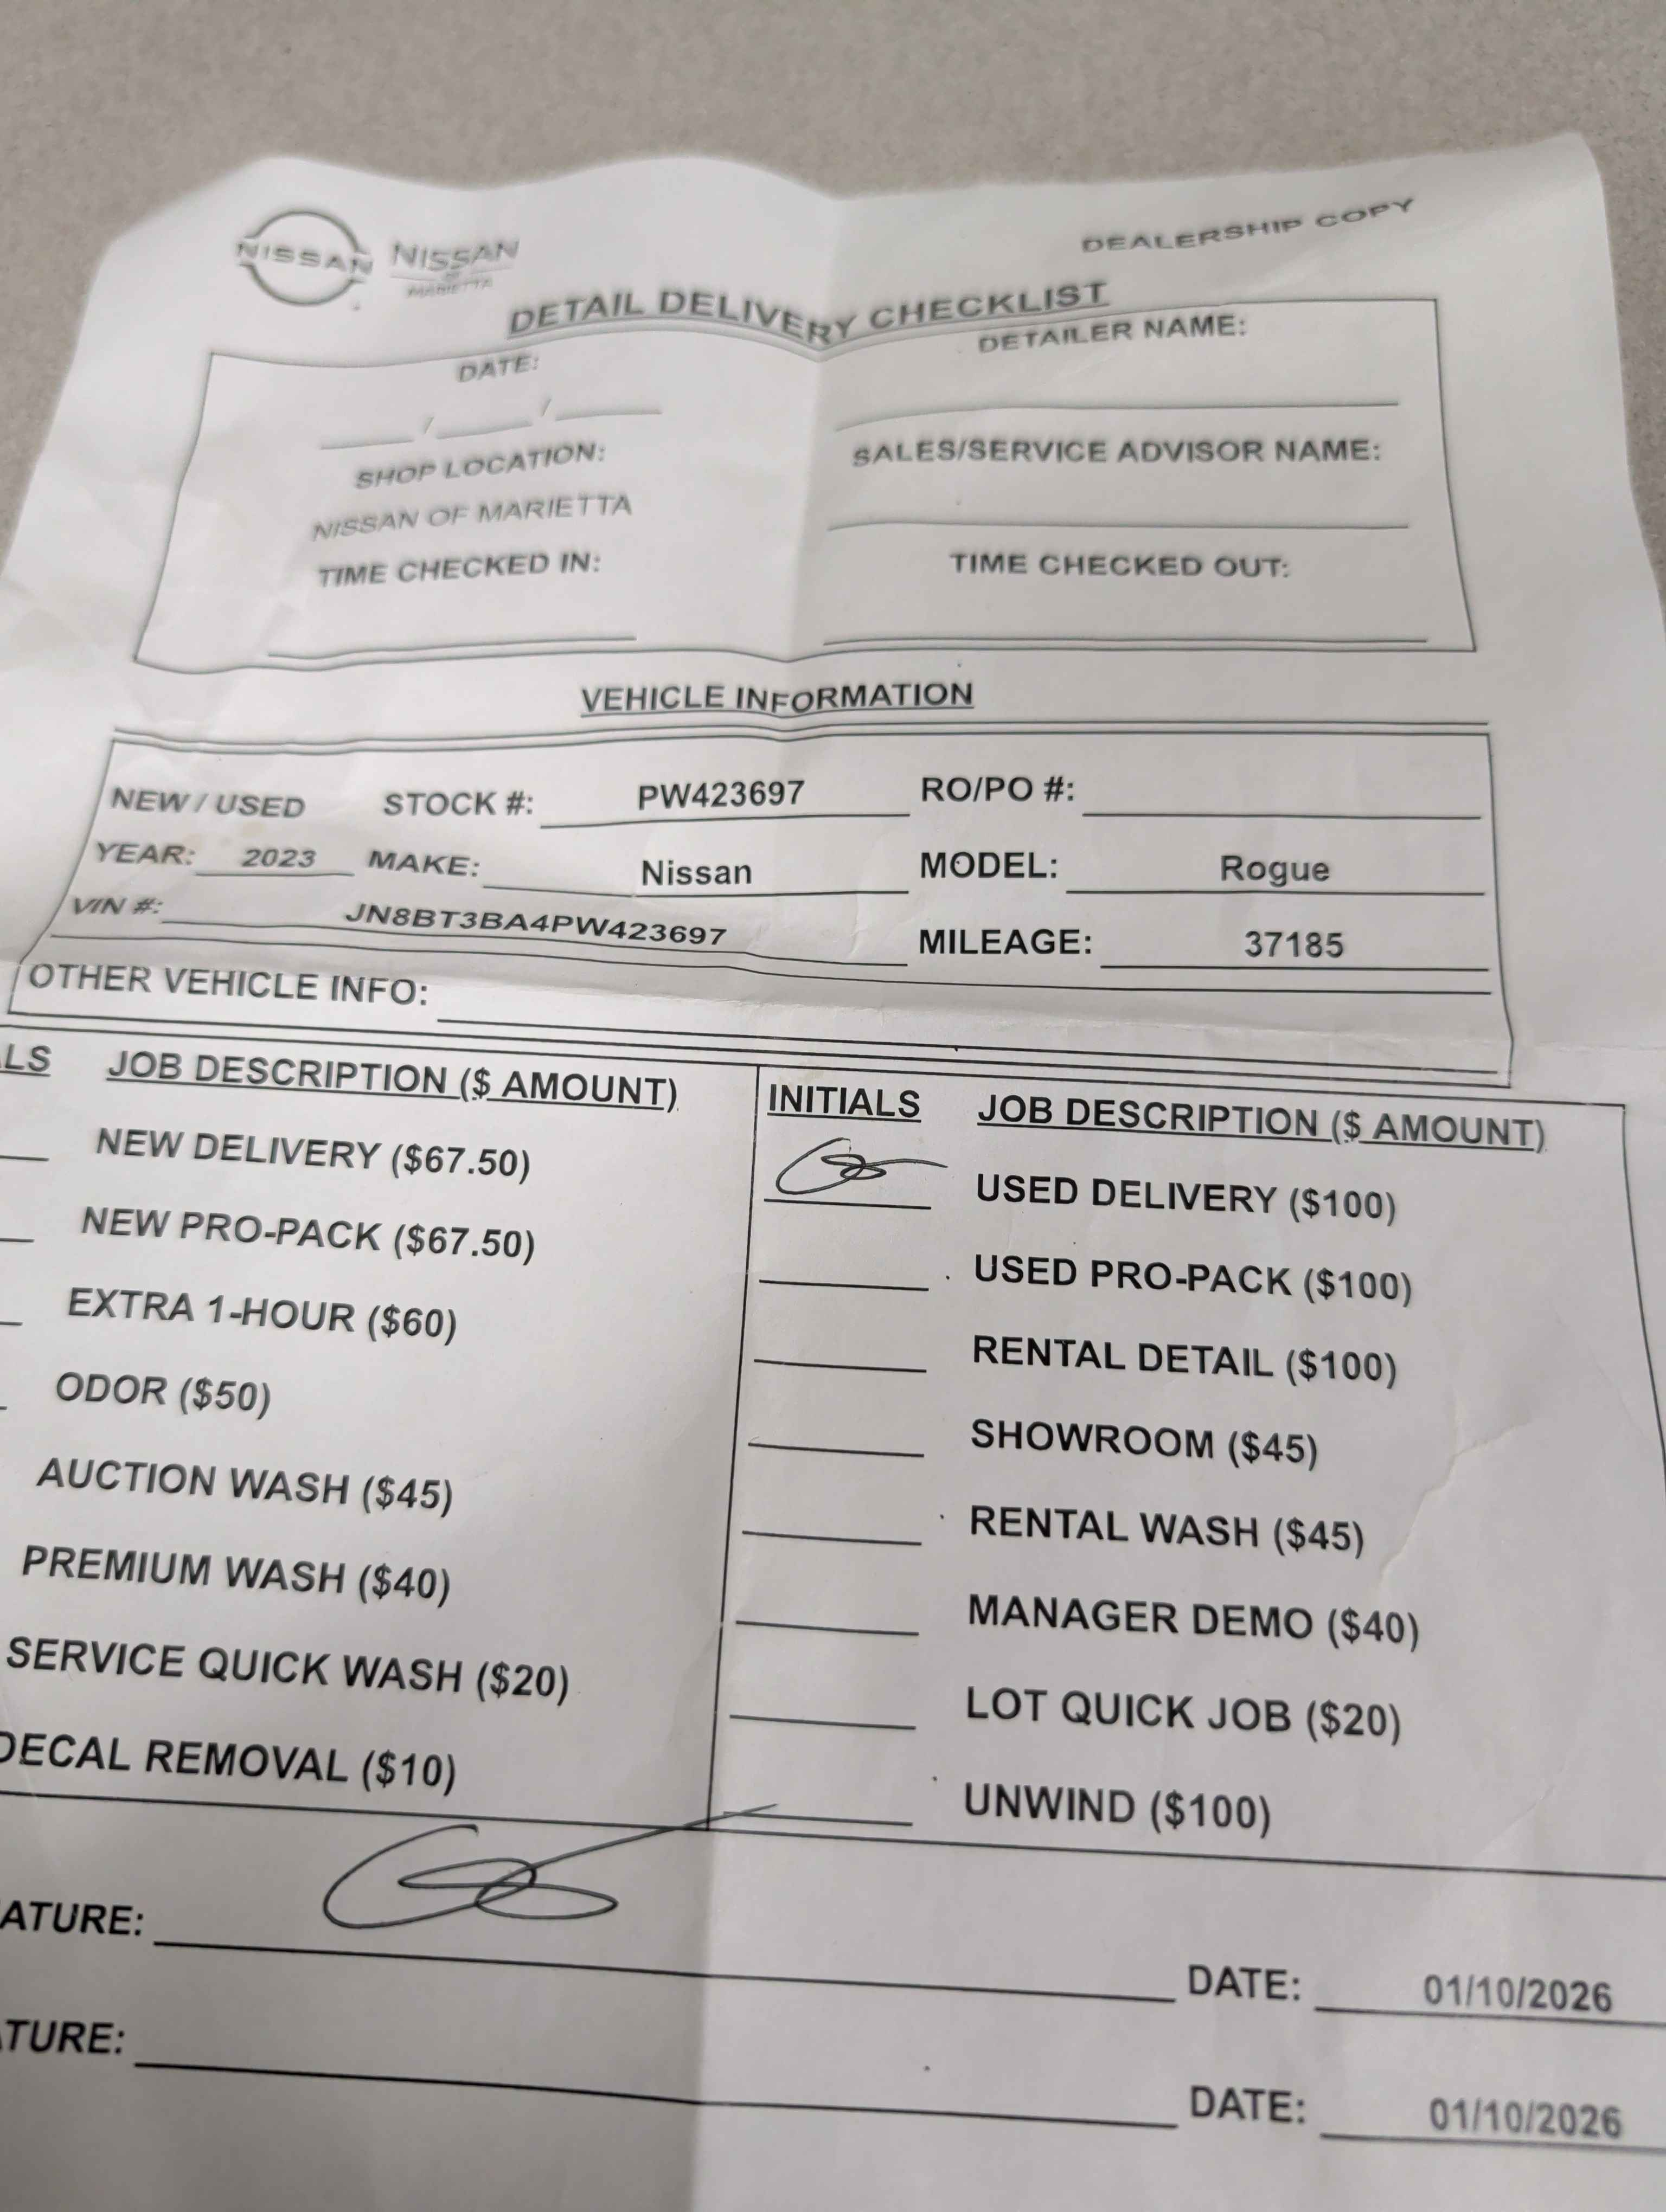 DEALERSHIP COPY
NISSAN NISSAN
OF
MARIETTA
DETAIL DELIVERY CHECKLIST
DATE: DETAILER NAME:
/ /
SHOP LOCATION: SALES/SERVICE ADVISOR NAME:
NISSAN OF MARIETTA
TIME CHECKED IN: TIME CHECKED OUT:
VEHICLE INFORMATION
NEW / USED STOCK #: PW423697 RO/PO #:
YEAR: 2023 MAKE: Nissan MODEL: Rogue
VIN #: JN8BT3BA4PW423697 MILEAGE: 37185
OTHER VEHICLE INFO:
ALS JOB DESCRIPTION ($ AMOUNT) INITIALS JOB DESCRIPTION ($ AMOUNT)
NEW DELIVERY ($67.50) USED DELIVERY ($100)
NEW PRO-PACK ($67.50) USED PRO-PACK ($100)
EXTRA 1-HOUR ($60) RENTAL DETAIL ($100)
ODOR ($50) SHOWROOM ($45)
AUCTION WASH ($45) RENTAL WASH ($45)
PREMIUM WASH ($40) MANAGER DEMO ($40)
SERVICE QUICK WASH ($20) LOT QUICK JOB ($20)
DECAL REMOVAL ($10) UNWIND ($100)
ATURE: DATE: 01/10/2026
ATURE: DATE: 01/10/2026